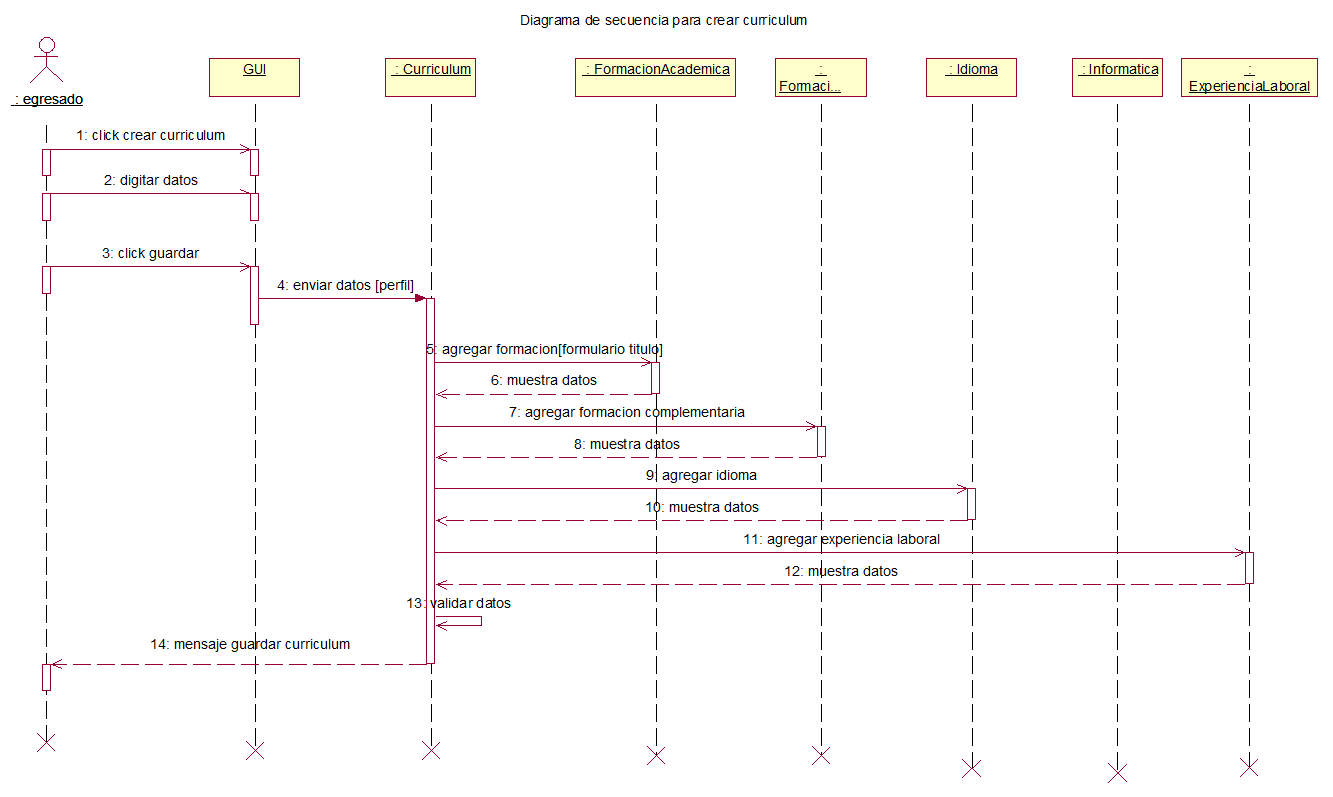 Diagrama de secuencia para crear curriculum
: egresado
GUI
: Curriculum
: FormacionAcademica
:
Formaci...
: Idioma
: Informatica
:
ExperienciaLaboral
1: click crear curriculum
2: digitar datos
3: click guardar
4: enviar datos [perfil]
5: agregar formacion[formulario titulo]
6: muestra datos
7: agregar formacion complementaria
8: muestra datos
9: agregar idioma
10: muestra datos
11: agregar experiencia laboral
12: muestra datos
13: validar datos
14: mensaje guardar curriculum